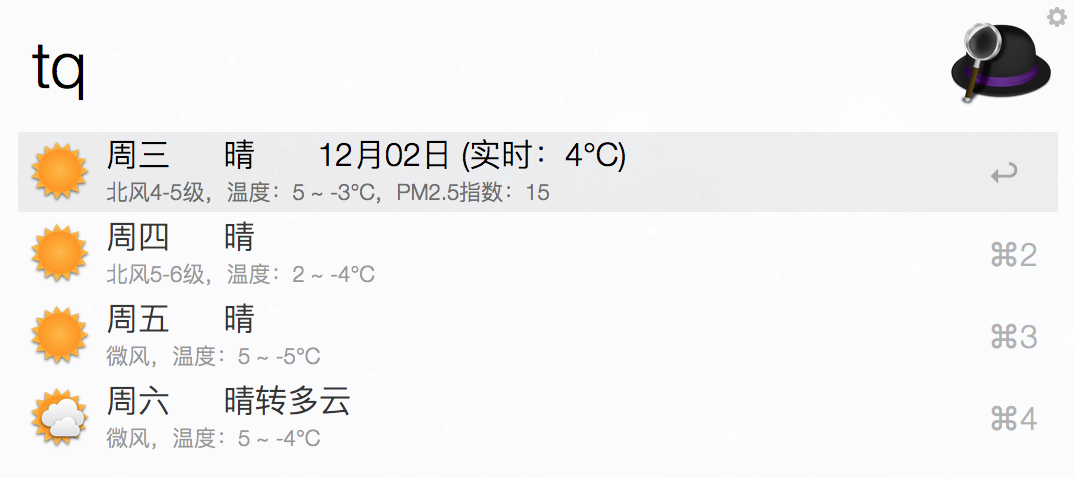 tq
周三 晴 12月02日 (实时：4℃)
北风4-5级，温度：5 ~ -3℃，PM2.5指数：15
周四 晴
⌘2
北风5-6级，温度：2 ~ -4℃
周五 晴
⌘3
微风，温度：5 ~ -5℃
周六 晴转多云
⌘4
微风，温度：5 ~ -4℃